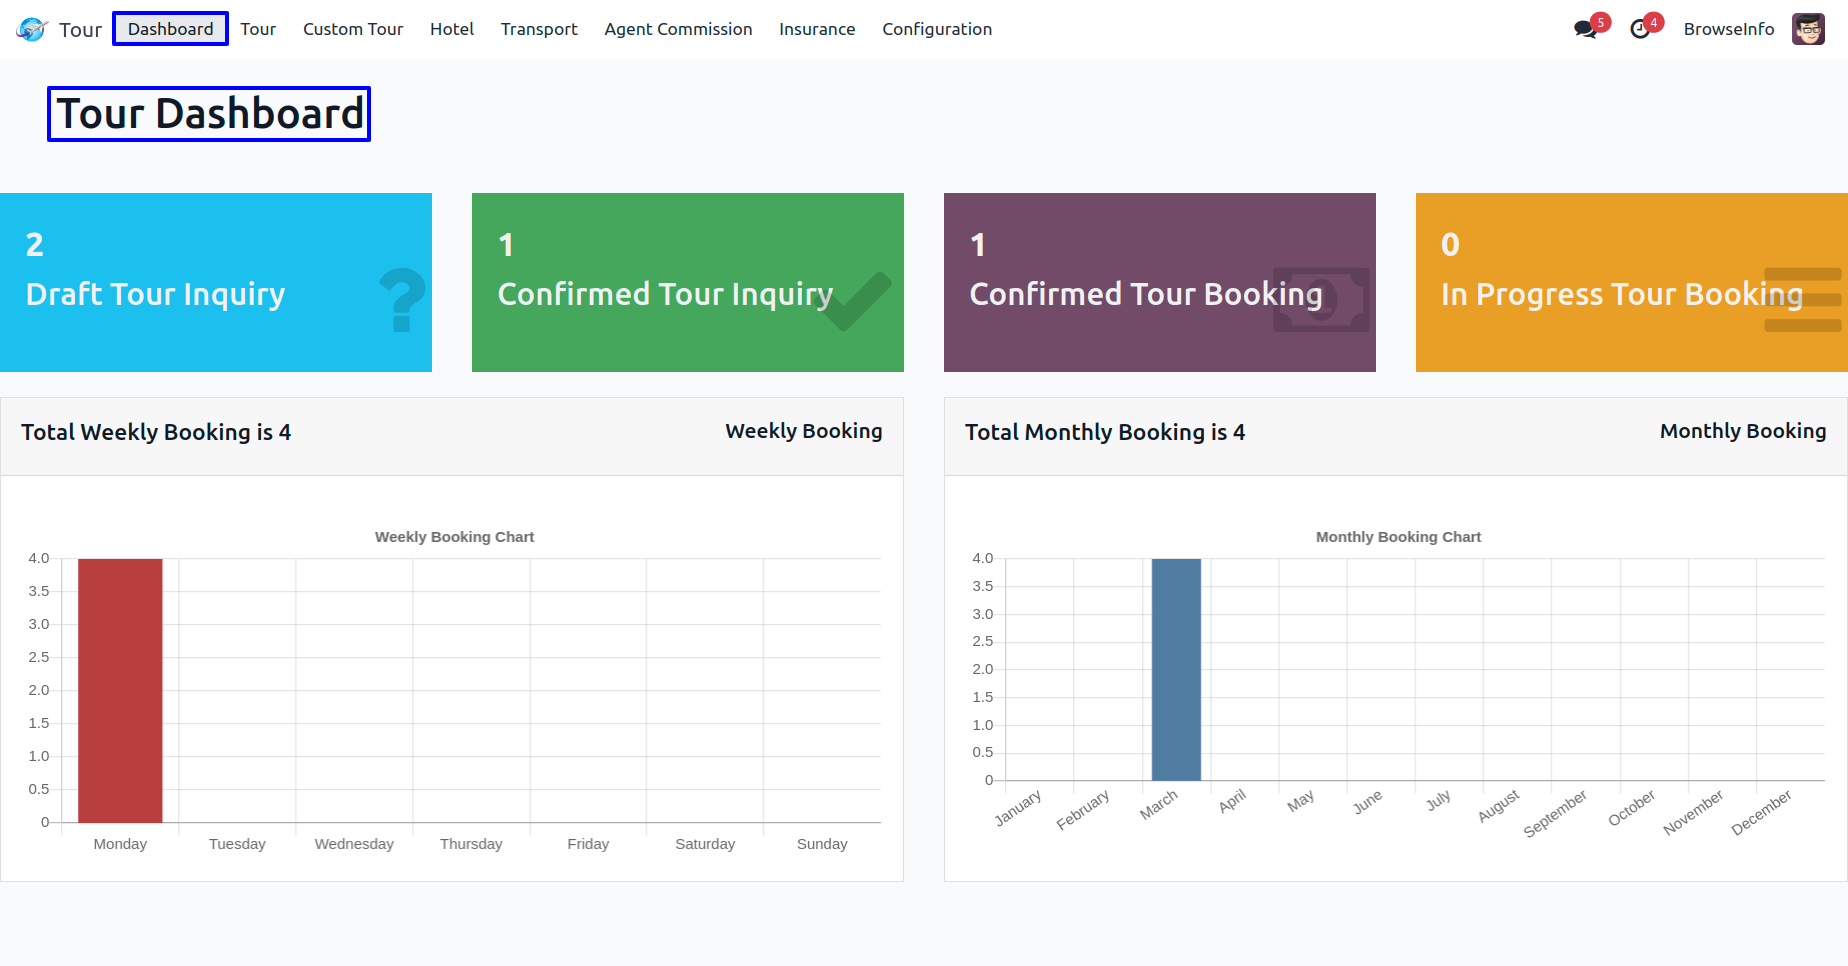 Tour Dashboard Tour Custom Tour Hotel Transport Agent Commission Insurance Configuration 5 4 BrowseInfo
Tour Dashboard
2
Draft Tour Inquiry
1
Confirmed Tour Inquiry
1
Confirmed Tour Booking
0
In Progress Tour Booking
Total Weekly Booking is 4
Weekly Booking
Weekly Booking Chart
4.0
3.5
3.0
2.5
2.0
1.5
1.0
0.5
0
Monday Tuesday Wednesday Thursday Friday Saturday Sunday
Total Monthly Booking is 4
Monthly Booking
Monthly Booking Chart
4.0
3.5
3.0
2.5
2.0
1.5
1.0
0.5
0
January February March April May June July August September October November December